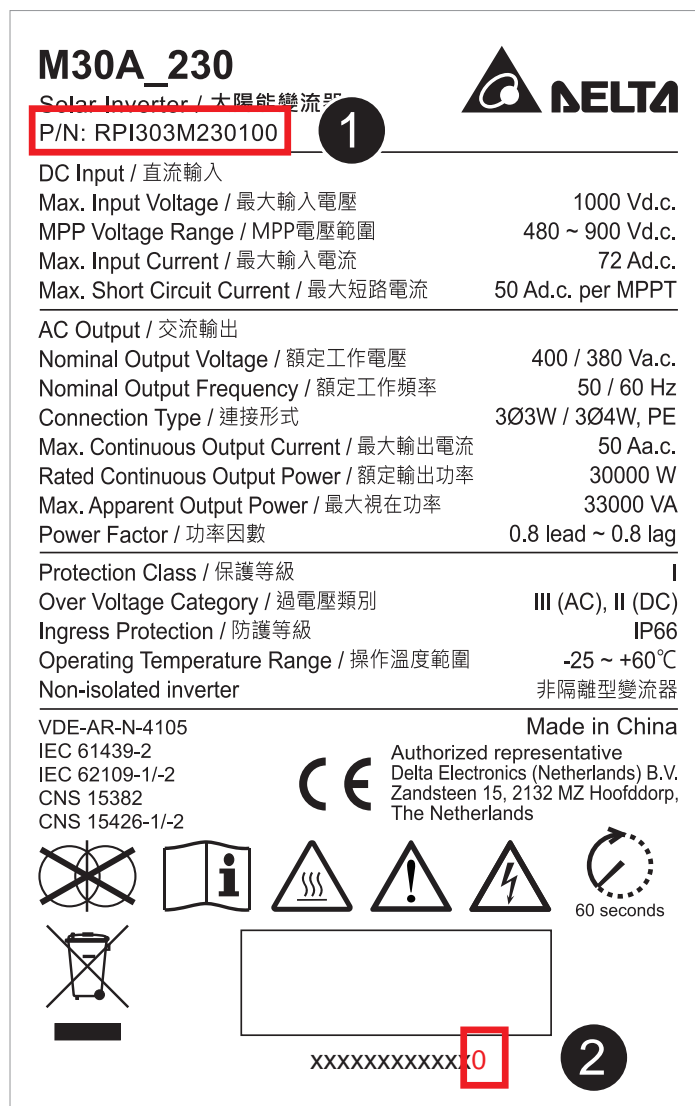 M30A_230
DELTA
Solar Inverter / 太陽能變流器
P/N: RPI303M230100
1
DC Input / 直流輸入
Max. Input Voltage / 最大輸入電壓 1000 Vd.c.
MPP Voltage Range / MPP電壓範圍 480 ~ 900 Vd.c.
Max. Input Current / 最大輸入電流 72 Ad.c.
Max. Short Circuit Current / 最大短路電流 50 Ad.c. per MPPT
AC Output / 交流輸出
Nominal Output Voltage / 額定工作電壓 400 / 380 Va.c.
Nominal Output Frequency / 額定工作頻率 50 / 60 Hz
Connection Type / 連接形式 3Ø3W / 3Ø4W, PE
Max. Continuous Output Current / 最大輸出電流 50 Aa.c.
Rated Continuous Output Power / 額定輸出功率 30000 W
Max. Apparent Output Power / 最大視在功率 33000 VA
Power Factor / 功率因數 0.8 lead ~ 0.8 lag
Protection Class / 保護等級 I
Over Voltage Category / 過電壓類別 III (AC), II (DC)
Ingress Protection / 防護等級 IP66
Operating Temperature Range / 操作溫度範圍 -25 ~ +60℃
Non-isolated inverter 非隔離型變流器
VDE-AR-N-4105
IEC 61439-2
IEC 62109-1/-2
CNS 15382
CNS 15426-1/-2
CE
Made in China
Authorized representative
Delta Electronics (Netherlands) B.V.
Zandsteen 15, 2132 MZ Hoofddorp,
The Netherlands
60 seconds
xxxxxxxxxxxx0
2